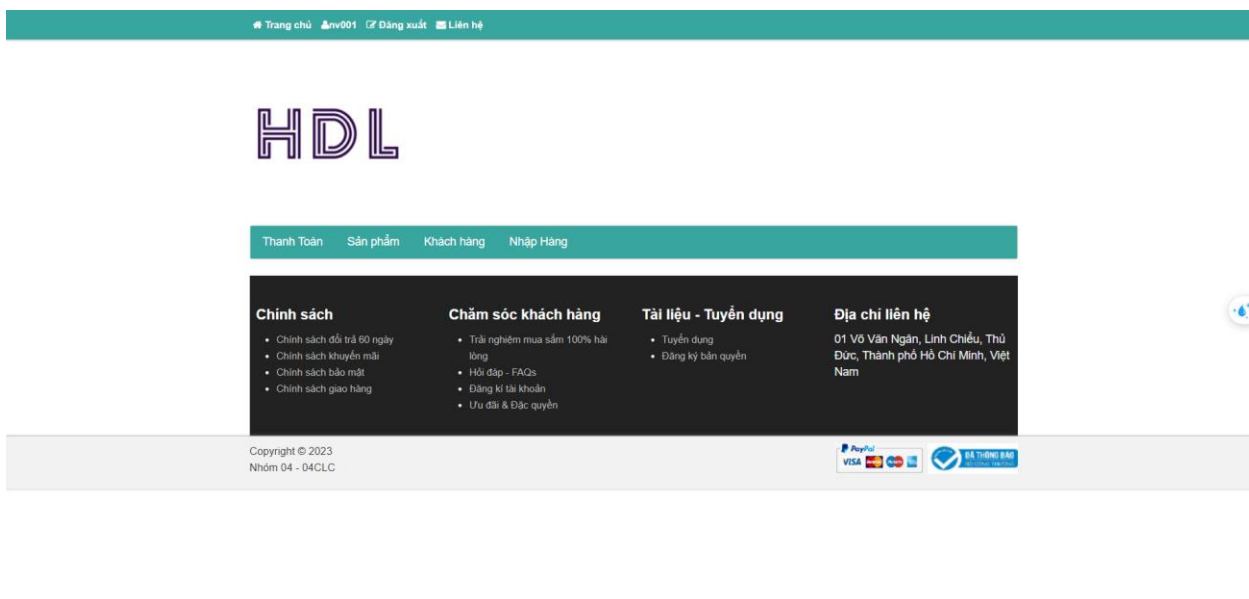 Trang chủ nv001 Đăng xuất Liên hệ
HDL
Thanh Toán Sản phẩm Khách hàng Nhập Hàng
Chính sách
Chính sách đổi trả 60 ngày
Chính sách khuyến mãi
Chính sách bảo mật
Chính sách giao hàng
Chăm sóc khách hàng
Trải nghiệm mua sắm 100% hài
lòng
Hỏi đáp - FAQs
Đăng kí tài khoản
Ưu đãi & Đặc quyền
Tài liệu - Tuyển dụng
Tuyển dụng
Đăng ký bản quyền
Địa chỉ liên hệ
01 Võ Văn Ngân, Linh Chiểu, Thủ
Đức, Thành phố Hồ Chí Minh, Việt
Nam
Copyright © 2023
Nhóm 04 - 04CLC
PayPal
VISA
ĐÃ THÔNG BÁO